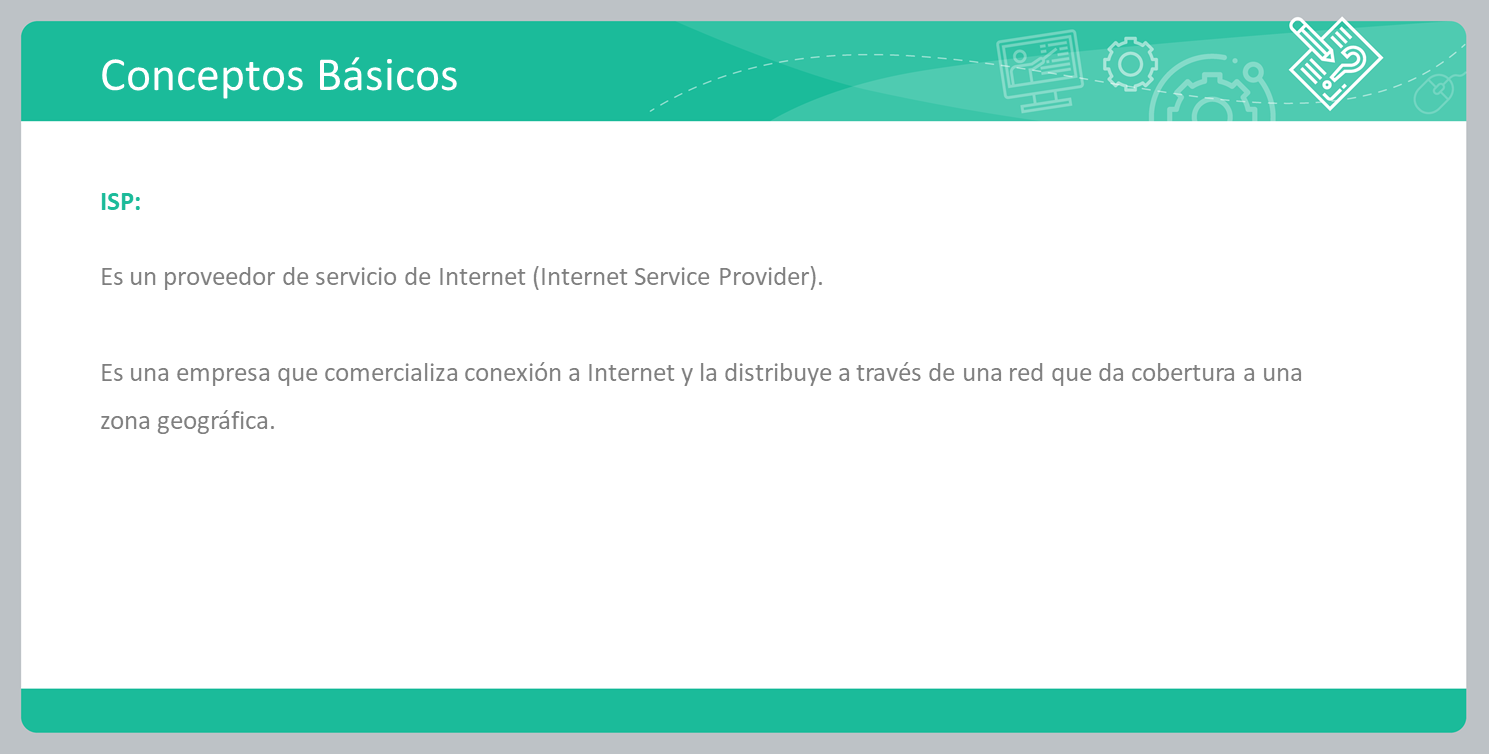 Conceptos Básicos
ISP:
Es un proveedor de servicio de Internet (Internet Service Provider).
Es una empresa que comercializa conexión a Internet y la distribuye a través de una red que da cobertura a una
zona geográfica.